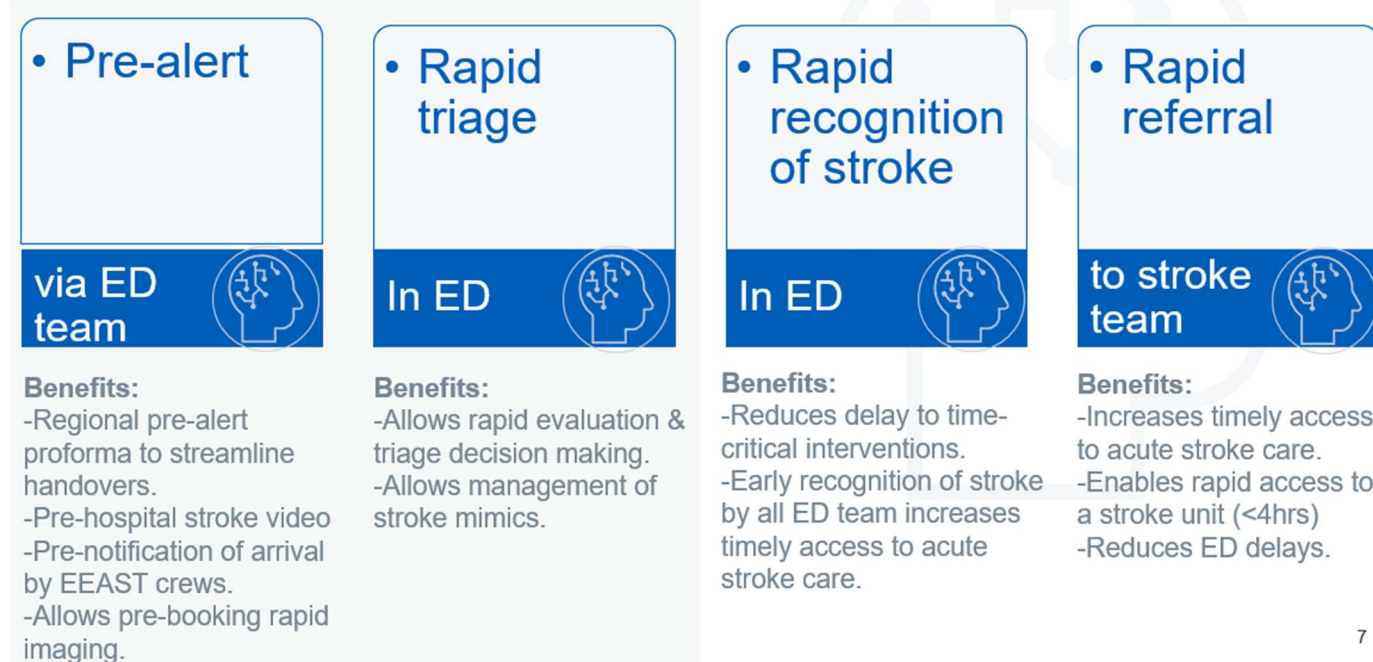 • Pre-alert
via ED
team
Benefits:
-Regional pre-alert
proforma to streamline
handovers.
-Pre-hospital stroke video
-Pre-notification of arrival
by EEAST crews.
-Allows pre-booking rapid
imaging.
• Rapid
triage
In ED
Benefits:
-Allows rapid evaluation &
triage decision making.
-Allows management of
stroke mimics.
• Rapid
recognition
of stroke
In ED
Benefits:
-Reduces delay to time-
critical interventions.
-Early recognition of stroke
by all ED team increases
timely access to acute
stroke care.
• Rapid
referral
to stroke
team
Benefits:
-Increases timely access
to acute stroke care.
-Enables rapid access to
a stroke unit (<4hrs)
-Reduces ED delays.
7